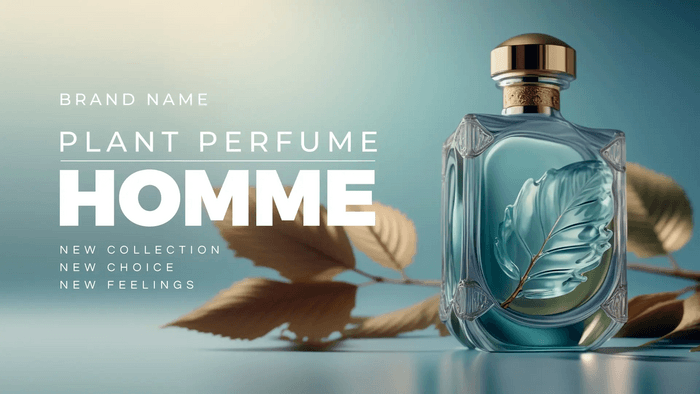 BRAND NAME
PLANT PERFUME
HOMME
NEW COLLECTION
NEW CHOICE
NEW FEELINGS